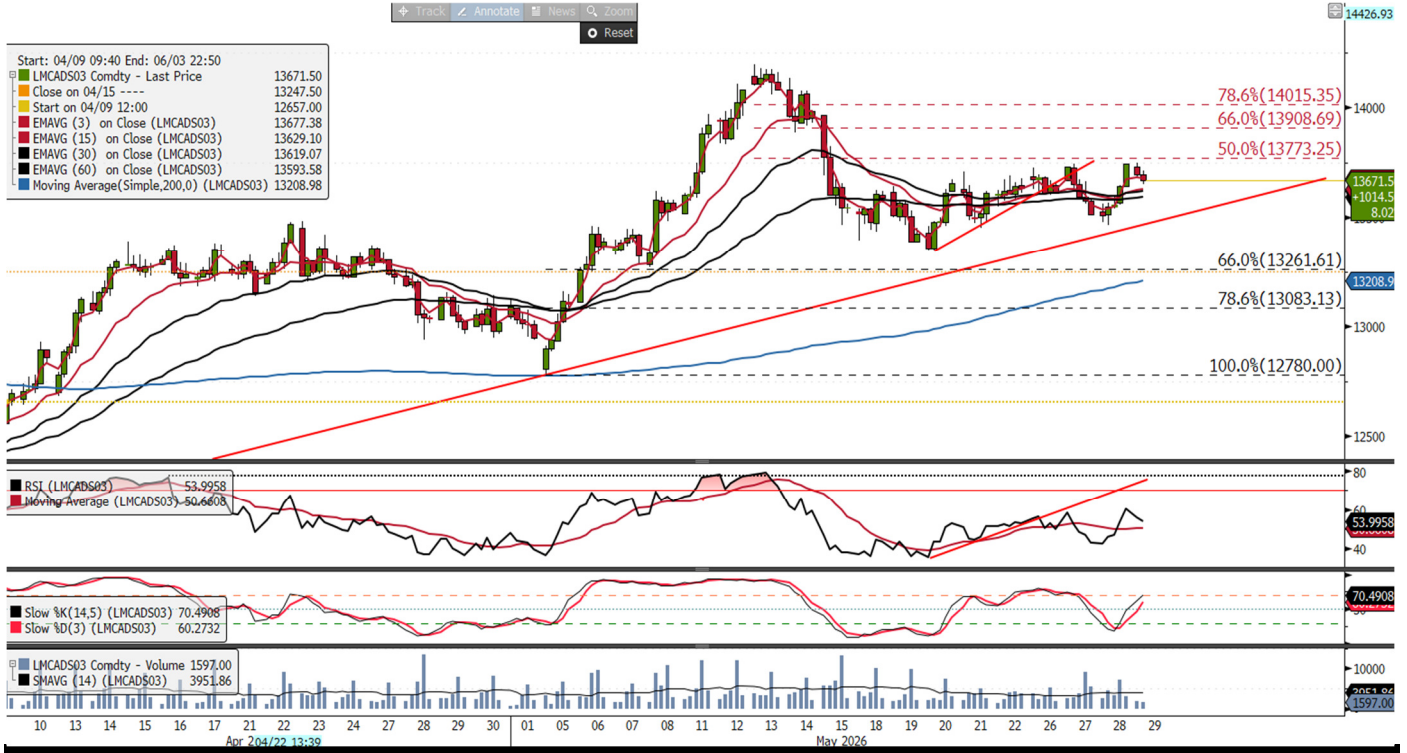 Track Annotate News Zoom
Reset
14426.93
Start: 04/09 09:40 End: 06/03 22:50
LMCADS03 Comdty - Last Price 13671.50
Close on 04/15 ---- 13247.50
Start on 04/09 12:00 12657.00
EMAVG (3) on Close (LMCADS03) 13677.38
EMAVG (15) on Close (LMCADS03) 13629.10
EMAVG (30) on Close (LMCADS03) 13619.07
EMAVG (60) on Close (LMCADS03) 13593.58
Moving Average(Simple,200,0) (LMCADS03) 13208.98
78.6%(14015.35)
14000
66.0%(13908.69)
50.0%(13773.25)
13671.5
1014.5
8.02
66.0%(13261.61)
13208.9
78.6%(13083.13)
13000
100.0%(12780.00)
12500
80
RSI (LMCADS03) 53.9958
Moving Average (LMCADS03) 50.6608
60
53.9958
40
Slow %K(14,5) (LMCADS03) 70.4908
Slow %D(3) (LMCADS03) 60.2732
70.4908
LMCADS03 Comdty - Volume 1597.00
SMAVG (14) (LMCADS03) 3951.86
10000
3951.86
1597.00
10 13 14 15 16 17 21 22 23 24 27 28 29 30 01 05 06 07 08 11 12 13 14 15 18 19 20 21 22 26 27 28 29
Apr 2 04/22 13:39 May 2026